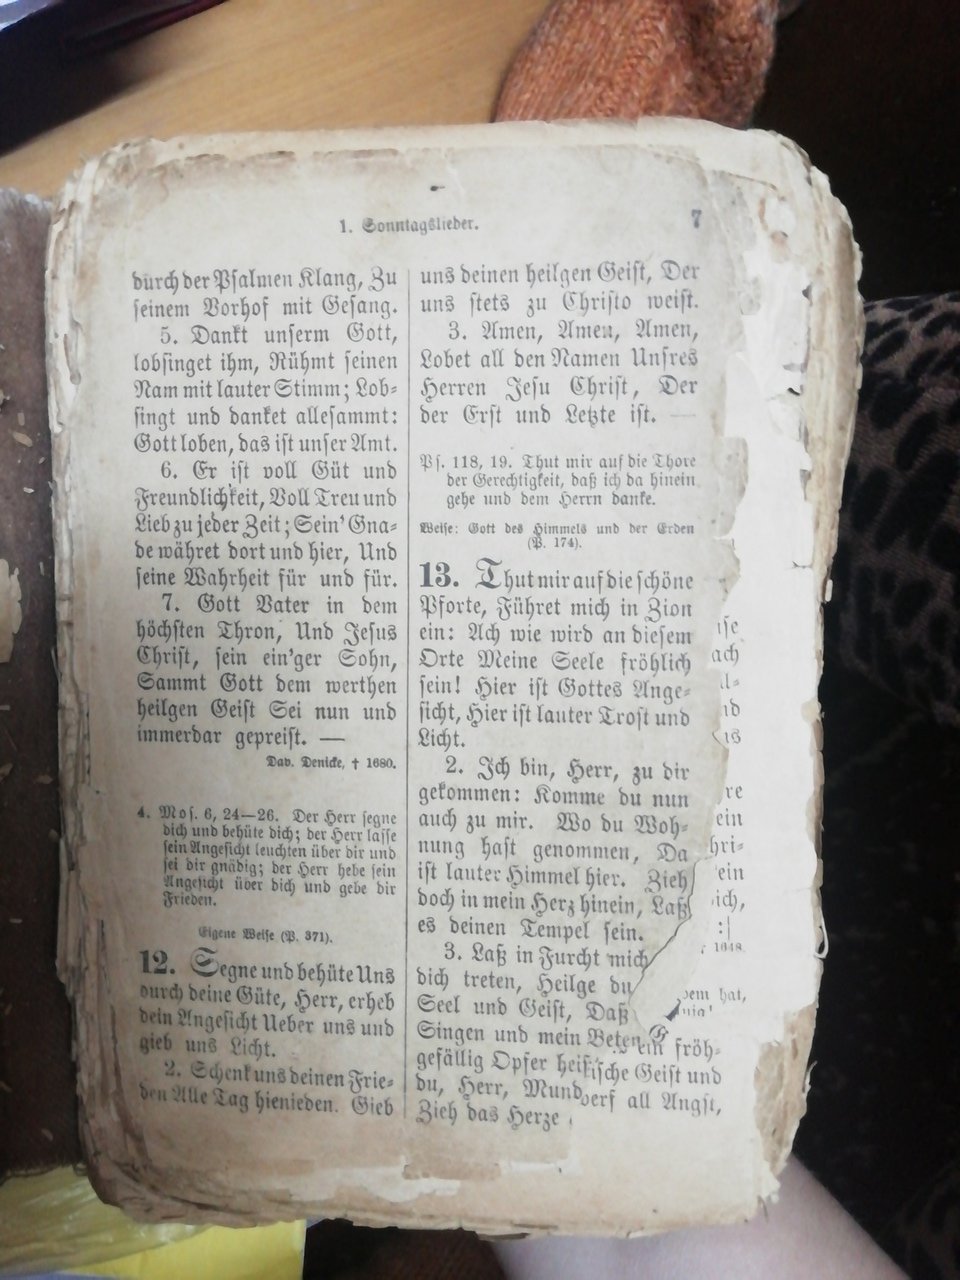 1. Sonntagslieder.
7
durch der Psalmen Klang, Zu
seinem Vorhof mit Gesang.
5. Dankt unserm Gott,
lobsinget ihm, Rühmt seinen
Nam mit lauter Stimm; Lob-
singt und danket allesammt:
Gott loben, das ist unser Amt.
6. Er ist voll Güt und
Freundlichkeit, Voll Treu und
Lieb zu jeder Zeit; Sein' Gna-
de währet dort und hier, Und
seine Wahrheit für und für.
7. Gott Vater in dem
höchsten Thron, Und Jesus
Christ, sein ein'ger Sohn,
Sammt Gott dem werthen
heilgen Geist Sei nun und
immerdar gepreist. —
Dav. Denicke, † 1680.
4. Mos. 6, 24—26. Der Herr segne
dich und behüte dich; der Herr lasse
sein Angesicht leuchten über dir und
sei dir gnädig; der Herr hebe sein
Angesicht über dich und gebe dir
Frieden.
Eigene Weise (P. 371).
12. Segne und behüte Uns
durch deine Güte, Herr, erheb
dein Angesicht Ueber uns und
gieb uns Licht.
2. Schenk uns deinen Frie-
den Alle Tag hienieden. Gieb
uns deinen heilgen Geist, Der
uns stets zu Christo weist.
3. Amen, Amen, Amen,
Lobet all den Namen Unsres
Herren Jesu Christ, Der
der Erst und Letzte ist. —
Ps. 118, 19. Thut mir auf die Thore
der Gerechtigkeit, daß ich da hinein
gehe und dem Herrn danke.
Weise: Gott des Himmels und der Erden
(P. 174).
13. Thut mir auf die schöne
Pforte, Führet mich in Zion
ein: Ach wie wird an diesem
Orte Meine Seele fröhlich
sein! Hier ist Gottes Ange-
sicht, Hier ist lauter Trost und
Licht.
2. Ich bin, Herr, zu dir
gekommen: Komme du nun
auch zu mir. Wo du Woh-
nung hast genommen, Da
ist lauter Himmel hier. Zieh
doch in mein Herz hinein, Laß
es deinen Tempel sein.
3. Laß in Furcht mich
dich treten, Heilge du
Seel und Geist, Daß
Singen und mein Beten
gefällig Opfer heiß
du, Herr, Mund
Zieh das Herze
ach
ein
ein
ich,
1648.
hat,
ein fröh-
ische Geist und
all Angst,